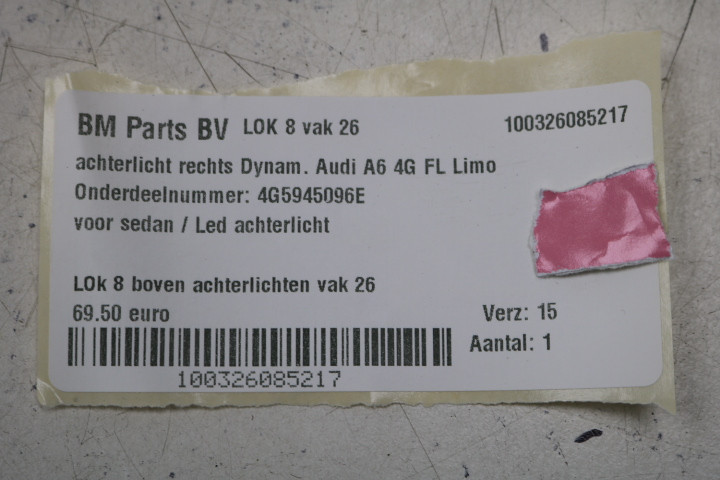 BM Parts BV LOK 8 vak 26 100326085217
achterlicht rechts Dynam. Audi A6 4G FL Limo
Onderdeelnummer: 4G5945096E
voor sedan / Led achterlicht
LOk 8 boven achterlichten vak 26
69.50 euro Verz: 15
Aantal: 1
100326085217